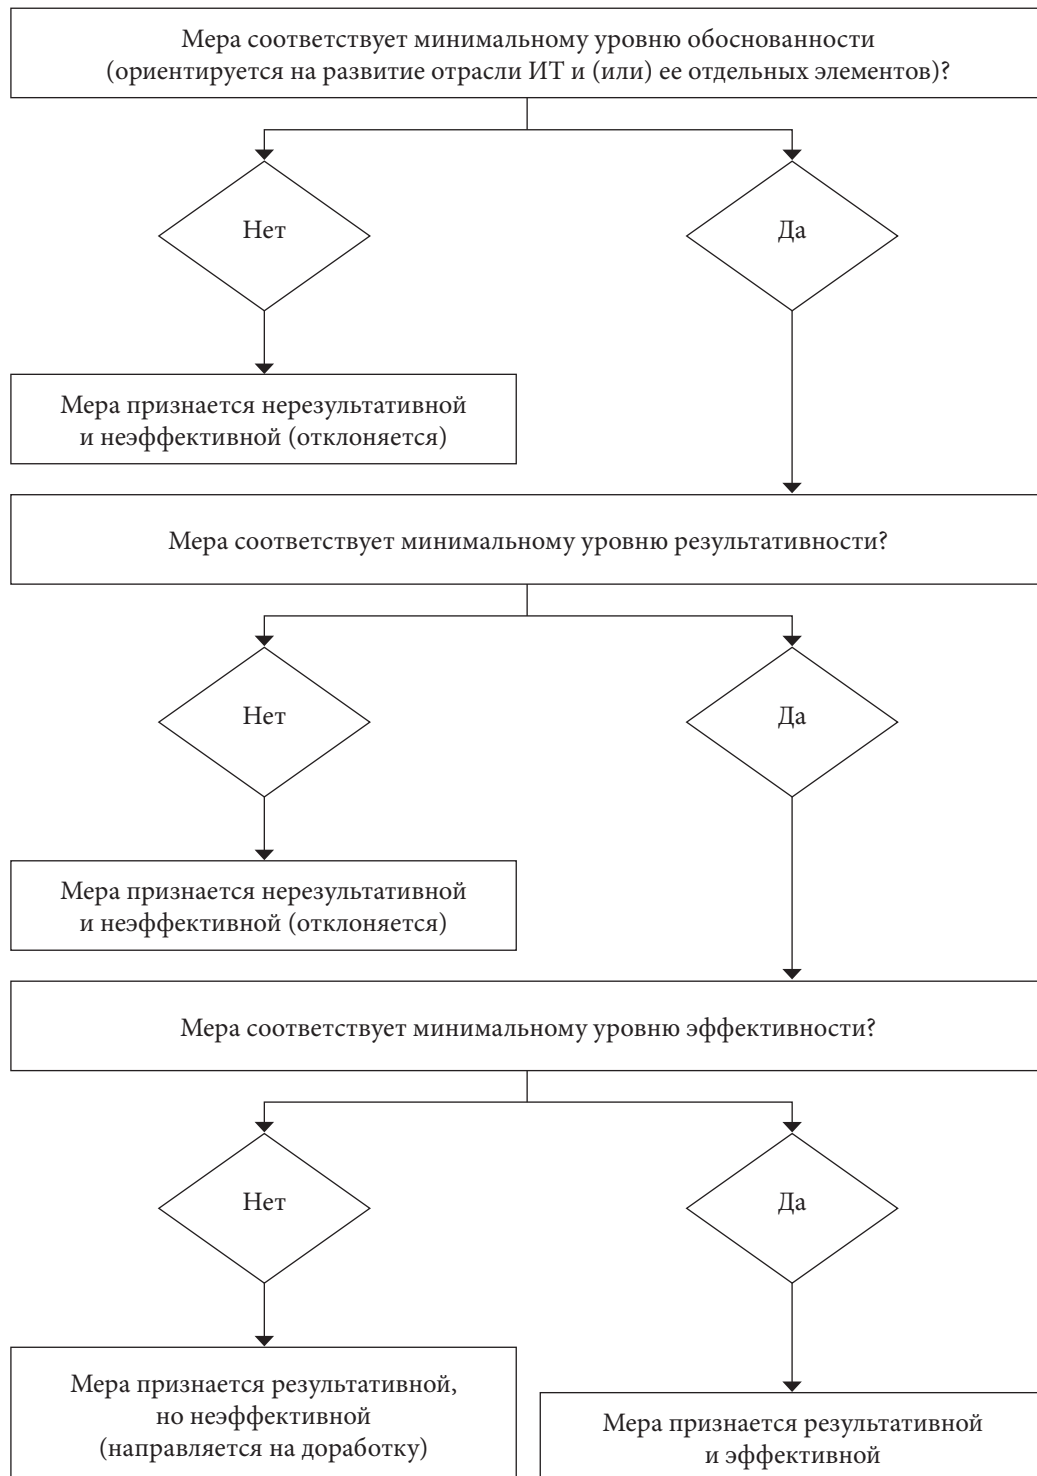 Мера соответствует минимальному уровню обоснованности
(ориентируется на развитие отрасли ИТ и (или) ее отдельных элементов)?
Нет
Да
Мера признается нерезультативной
и неэффективной (отклоняется)
Мера соответствует минимальному уровню результативности?
Нет
Да
Мера признается нерезультативной
и неэффективной (отклоняется)
Мера соответствует минимальному уровню эффективности?
Нет
Да
Мера признается результативной,
но неэффективной
(направляется на доработку)
Мера признается результативной
и эффективной